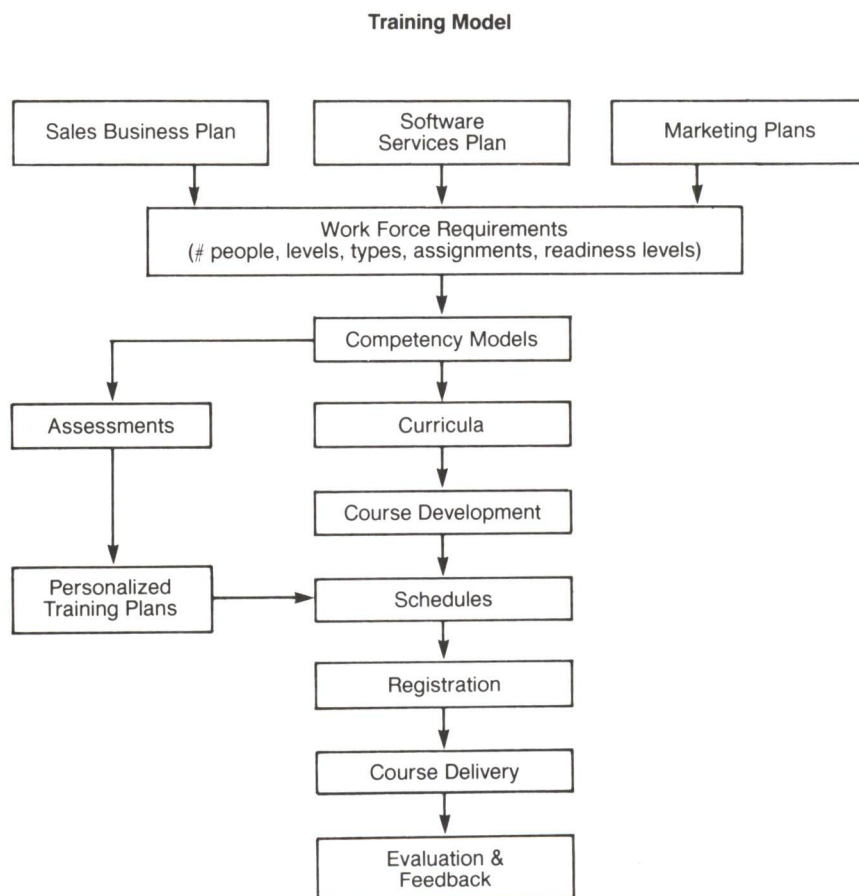 Training Model
Sales Business Plan
Software
Services Plan
Marketing Plans
Work Force Requirements
(# people, levels, types, assignments, readiness levels)
Competency Models
Assessments
Curricula
Course Development
Personalized
Training Plans
Schedules
Registration
Course Delivery
Evaluation &
Feedback